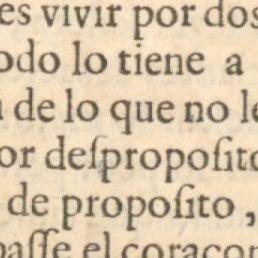 es vivir por dos
odo lo tiene a
de lo que no le
or deſpropoſito
de propoſito,
paſſe el coraçon